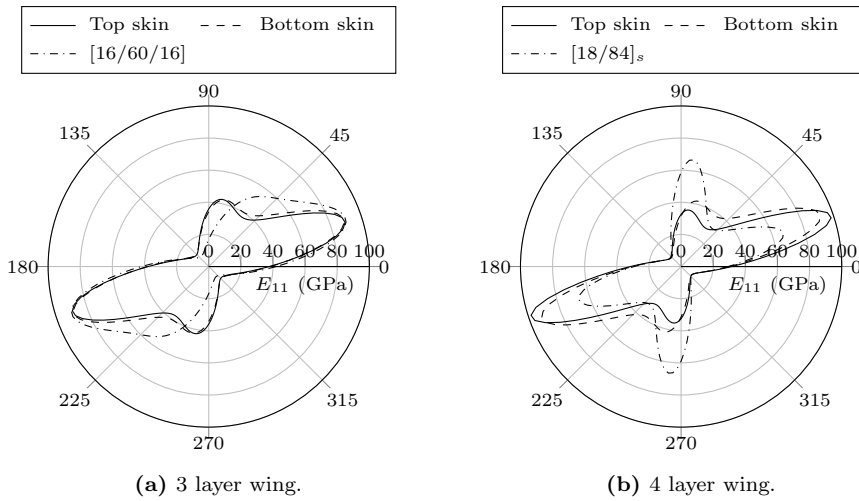 Top skin Bottom skin
[16/60/16]
90
135
45
180
0 20 40 60 80 100
0
E11 (GPa)
225
315
270
(a) 3 layer wing.
Top skin Bottom skin
[18/84]s
90
135
45
180
0 20 40 60 80 100
0
E11 (GPa)
225
315
270
(b) 4 layer wing.